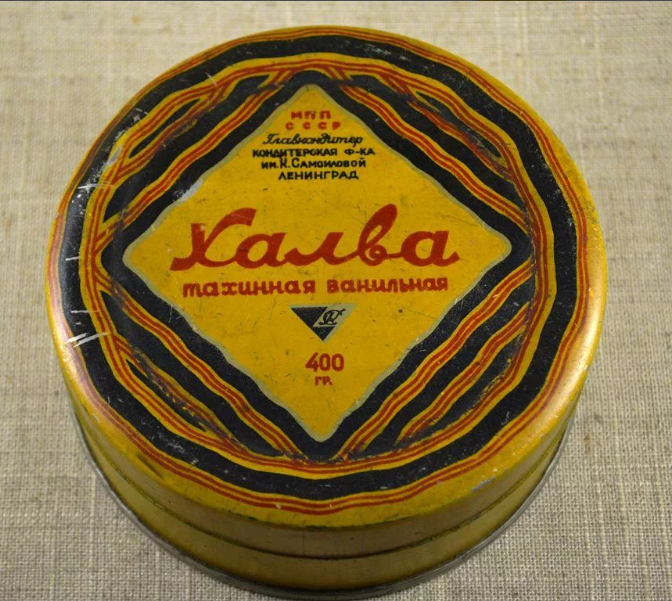 МПП
СССР
Главкондитер
КОНДИТЕРСКАЯ Ф-КА
ИМ. К. САМОЙЛОВОЙ
ЛЕНИНГРАД
Халва
тахинная ванильная
400
ГР.